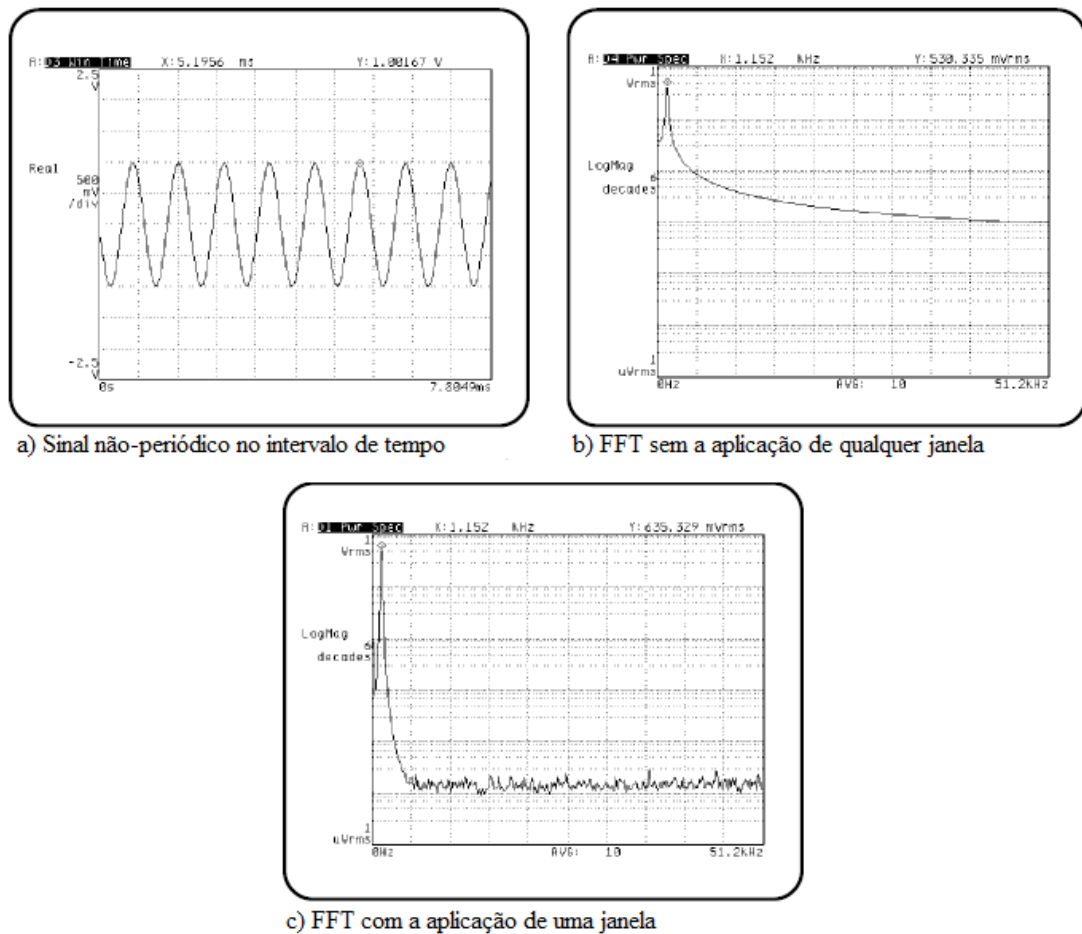 A: D3 Win Time X:5.1956 ms Y:1.00167 V
2.5
V
Real
500
mV
/div
-2.5
V
0s 7.8049ms
a) Sinal não-periódico no intervalo de tempo
A: D4 Pwr Spec X:1.152 KHz Y:530.335 mVrms
1
Vrms
LogMag
6
decades
1
uVrms
0Hz AVG: 10 51.2kHz
b) FFT sem a aplicação de qualquer janela
A: D1 Pwr Spec X:1.152 KHz Y:635.329 mVrms
1
Vrms
LogMag
6
decades
1
uVrms
0Hz AVG: 10 51.2kHz
c) FFT com a aplicação de uma janela